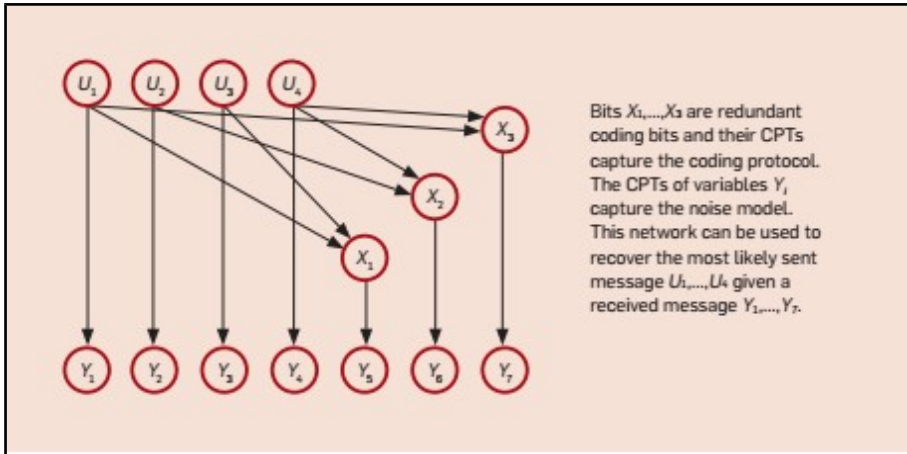 U₁ U₂ U₃ U₄
X₃
X₂
X₁
Y₁ Y₂ Y₃ Y₄ Y₅ Y₆ Y₇
Bits X₁,...,X₃ are redundant
coding bits and their CPTs
capture the coding protocol.
The CPTs of variables Yⱼ
capture the noise model.
This network can be used to
recover the most likely sent
message U₁,...,U₄ given a
received message Y₁,...,Y₇.